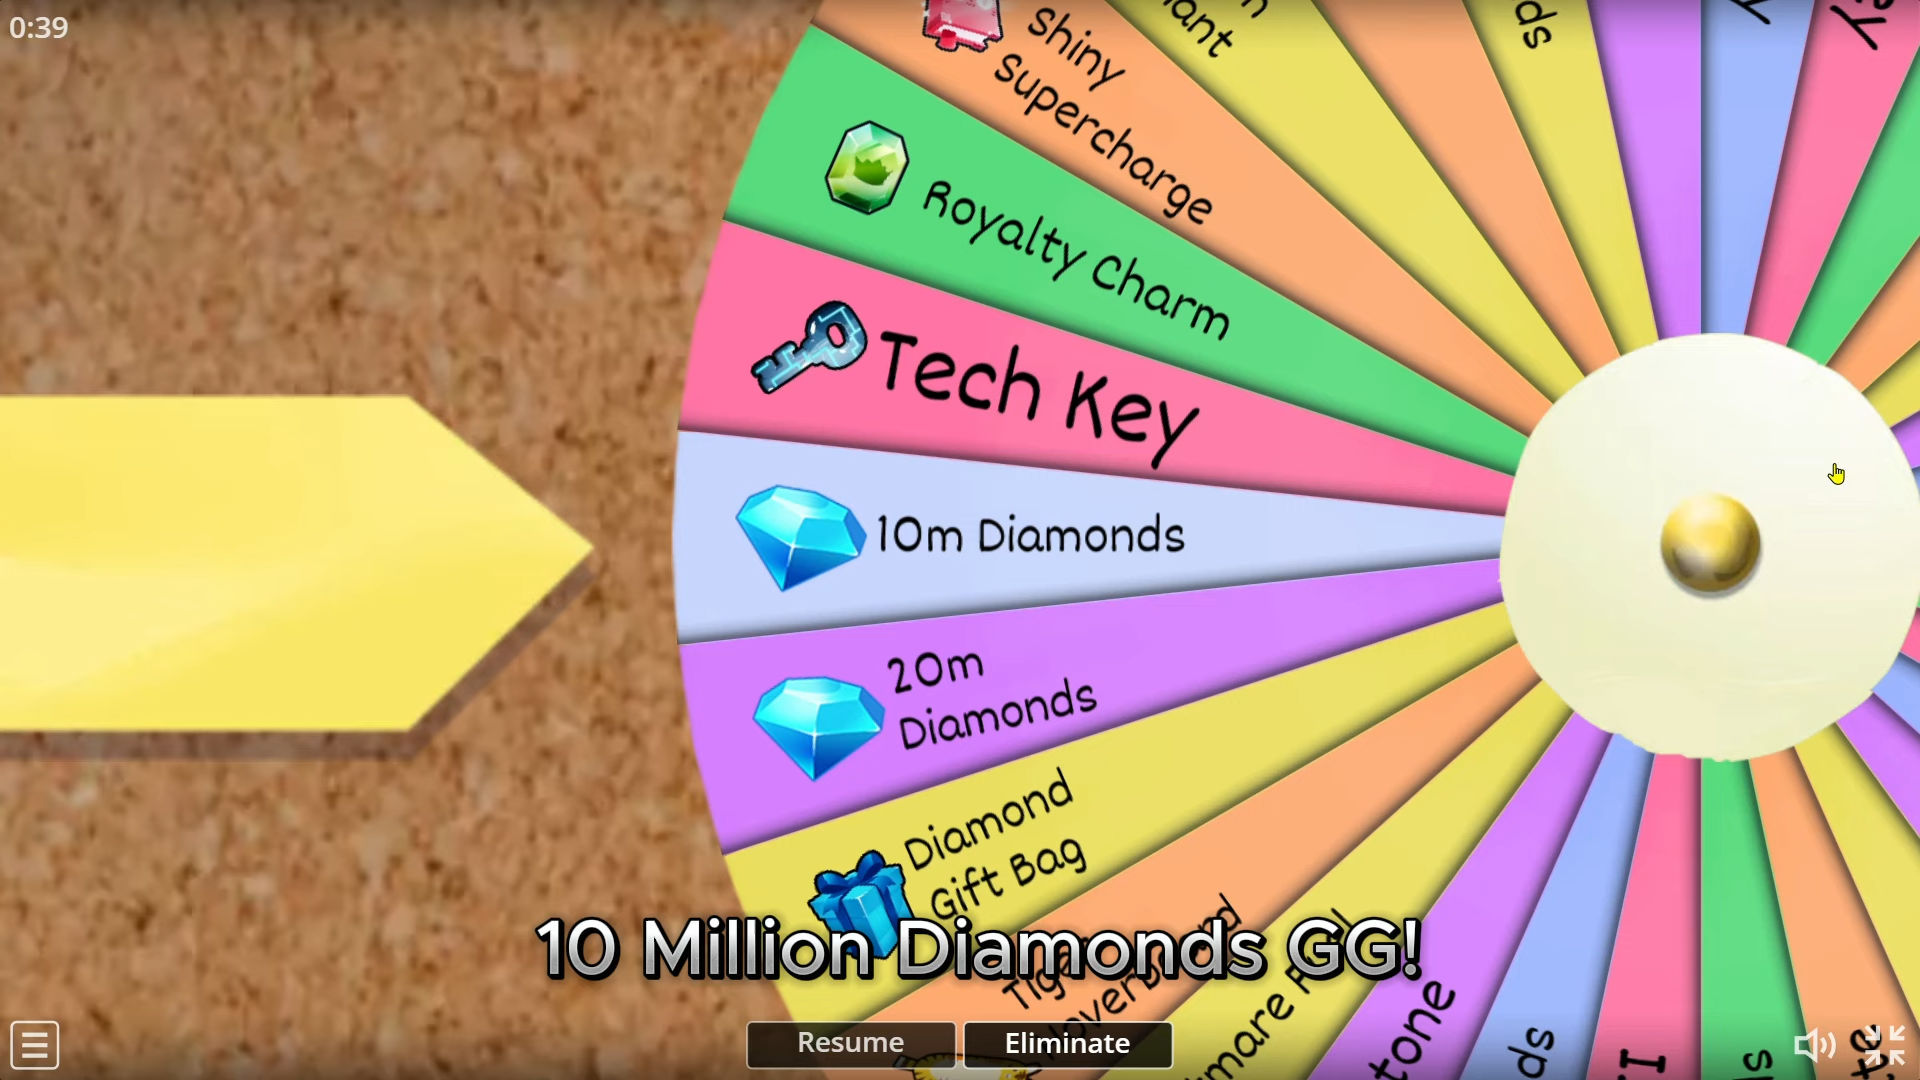 0:39
Shiny
Supercharge
Royalty Charm
Tech Key
10m Diamonds
20m
Diamonds
Diamond
Gift Bag
10 Million Diamonds GG!
Resume
Eliminate